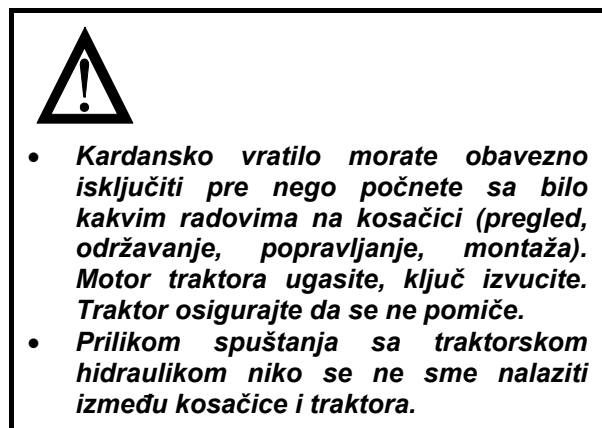 • Kardansko vratilo morate obavezno
isključiti pre nego počnete sa bilo
kakvim radovima na kosačici (pregled,
održavanje, popravljanje, montaža).
Motor traktora ugasite, ključ izvucite.
Traktor osigurajte da se ne pomiče.
• Prilikom spuštanja sa traktorskom
hidraulikom niko se ne sme nalaziti
između kosačice i traktora.